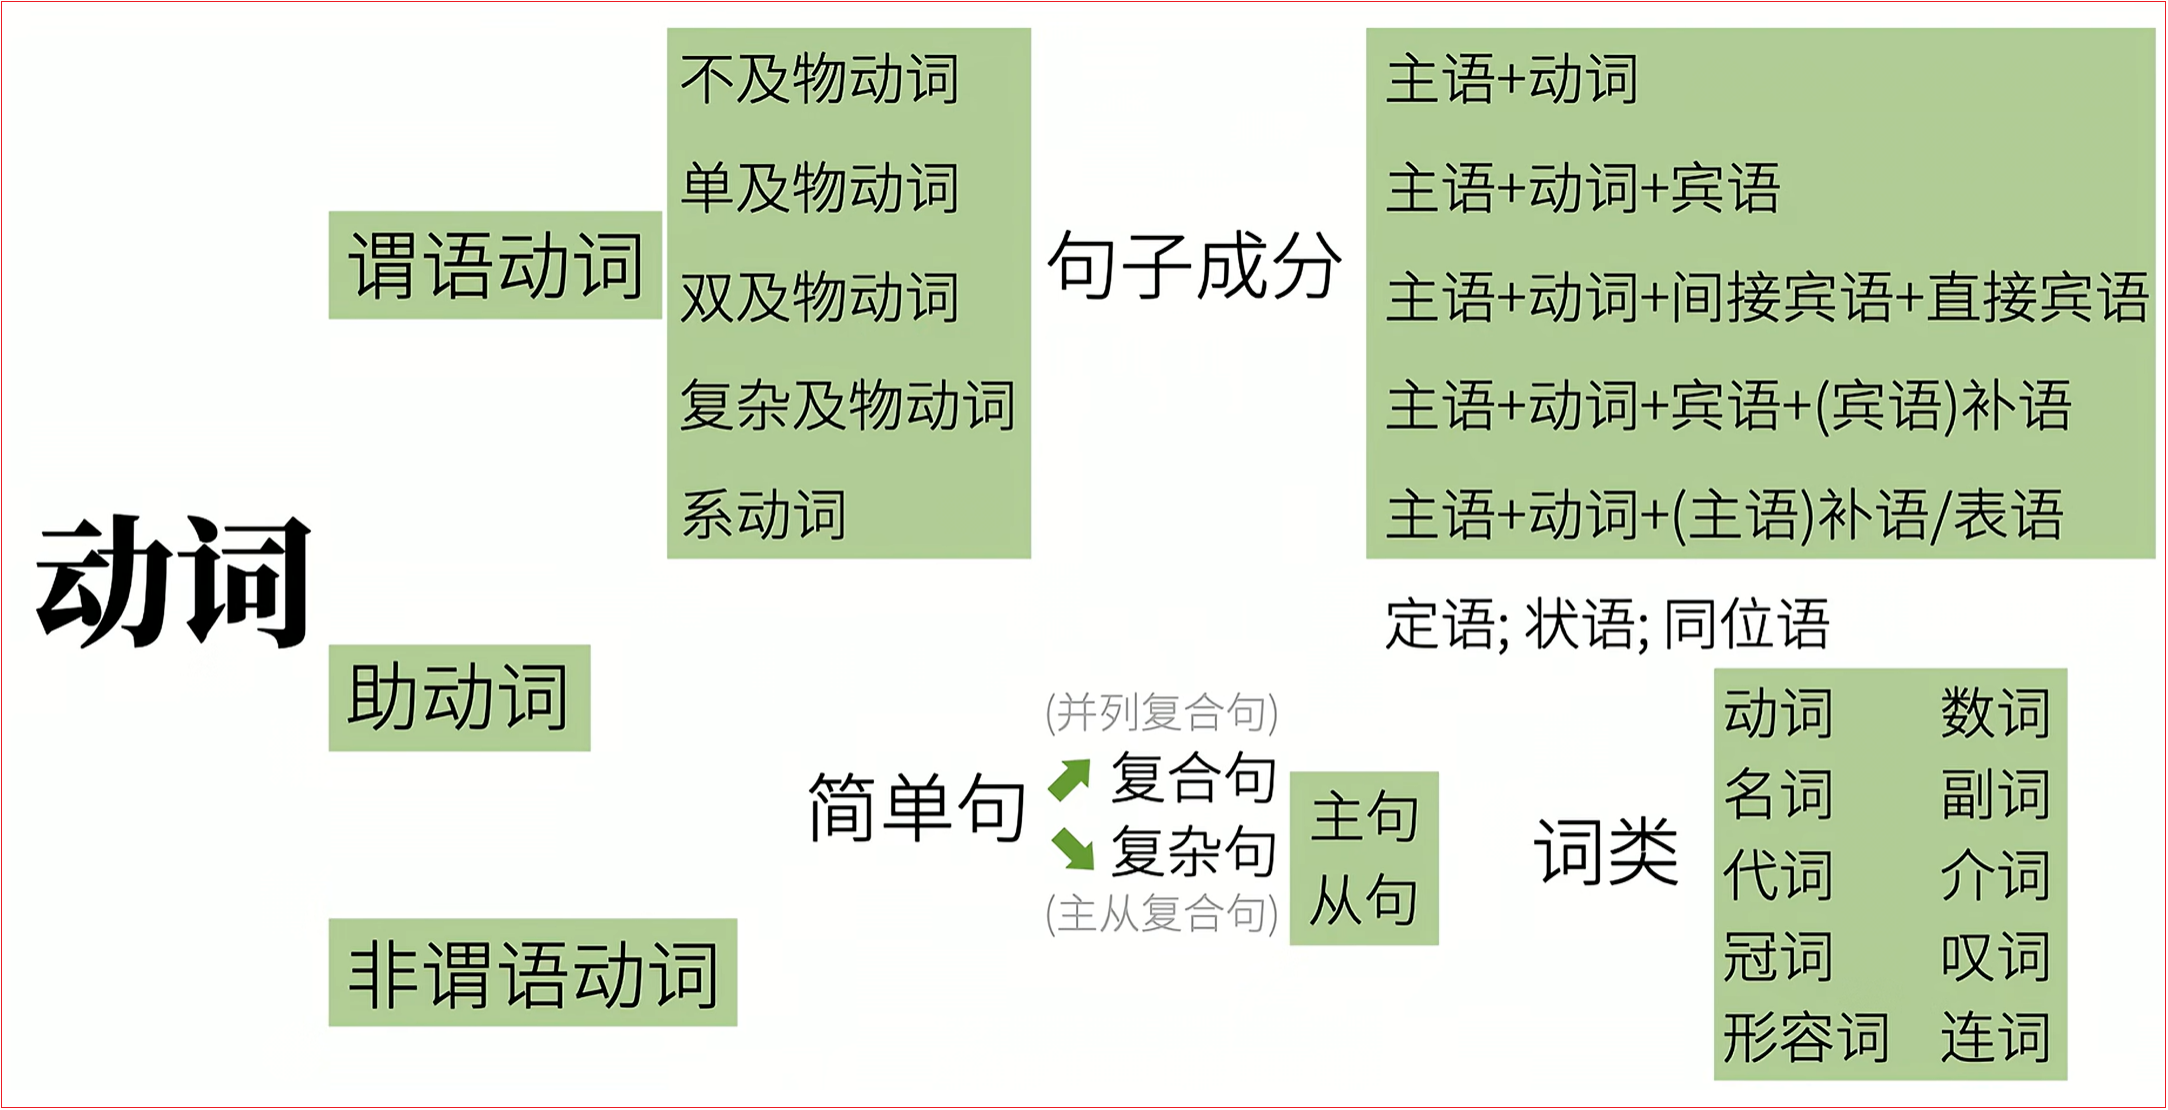 动词
谓语动词
不及物动词
单及物动词
双及物动词
复杂及物动词
系动词
句子成分
主语+动词
主语+动词+宾语
主语+动词+间接宾语+直接宾语
主语+动词+宾语+(宾语)补语
主语+动词+(主语)补语/表语
定语; 状语; 同位语
助动词
非谓语动词
简单句
(并列复合句)
复合句
复杂句
(主从复合句)
主句
从句
词类
动词 数词
名词 副词
代词 介词
冠词 叹词
形容词 连词